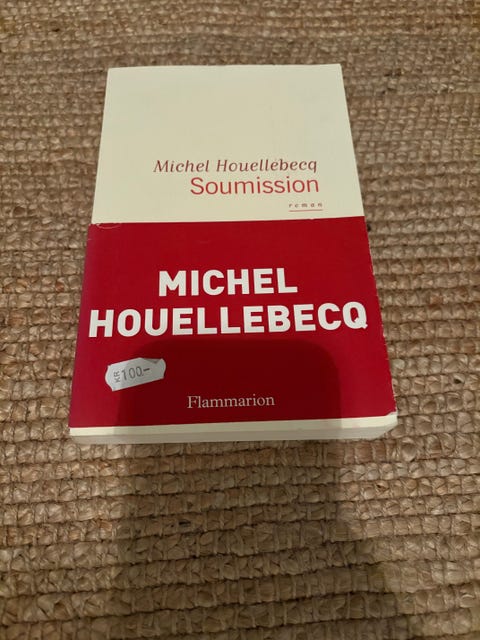 Michel Houellebecq
Soumission
roman
MICHEL
HOUELLEBECQ
KR 100.-
Flammarion